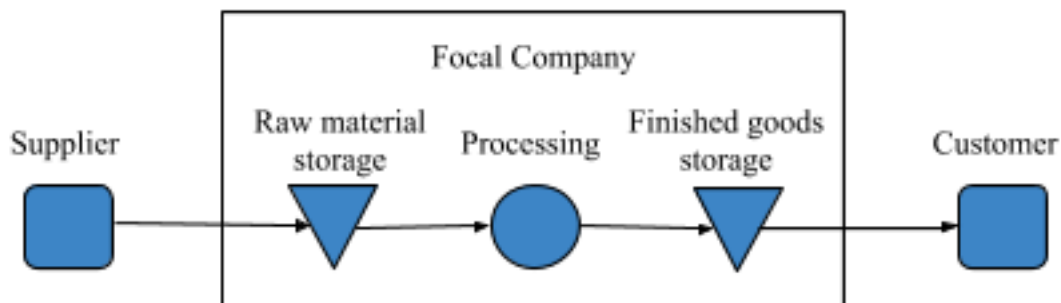 Focal Company
Supplier
Raw material
storage
Processing
Finished goods
storage
Customer